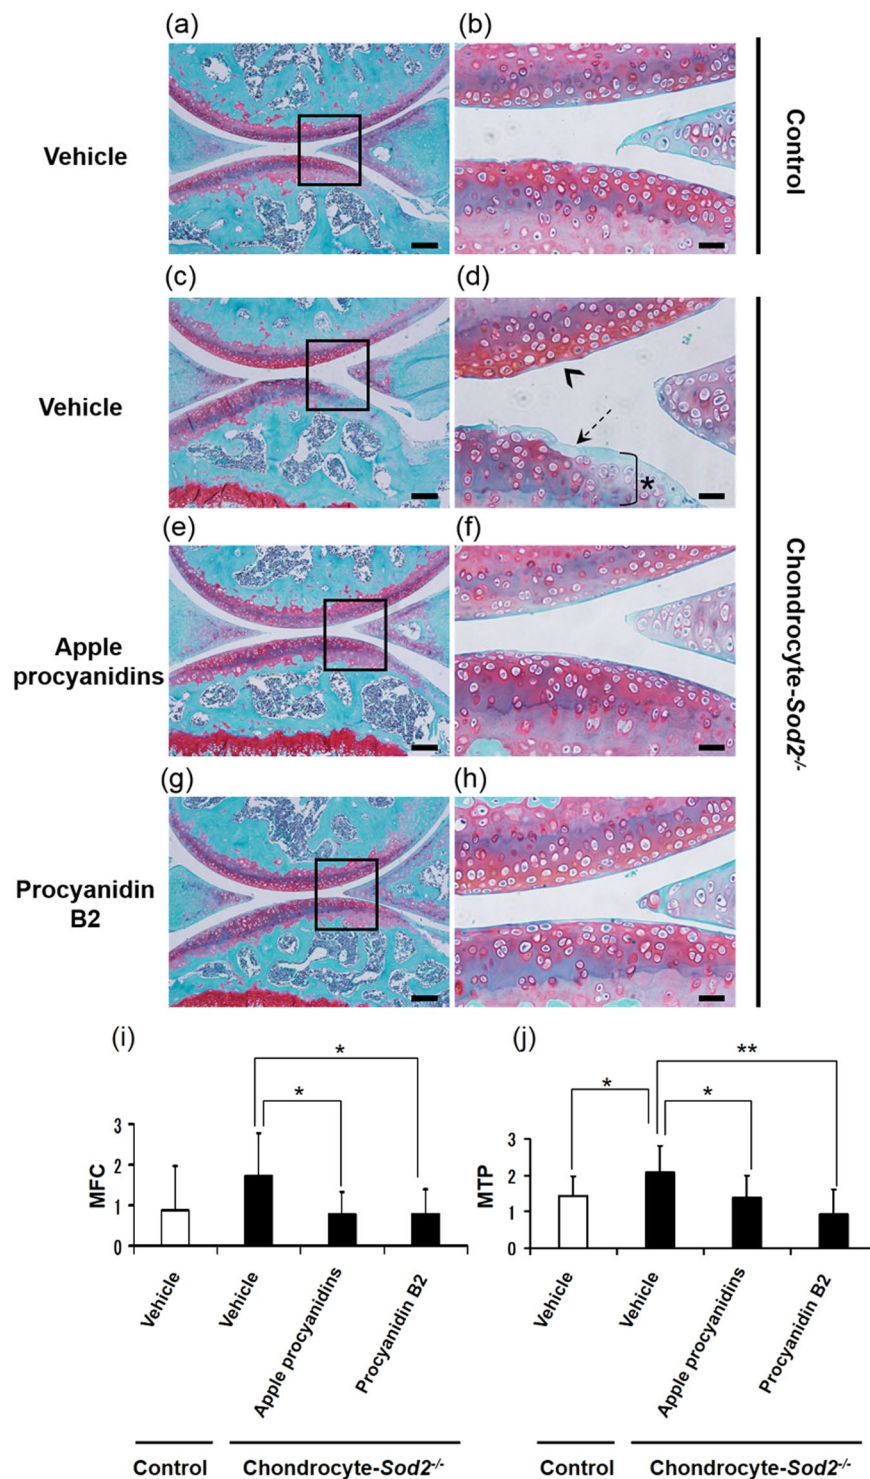 (a)
(b)
Vehicle
Control
(c)
(d)
Vehicle
*
(e)
(f)
Apple
procyanidins
Chondrocyte-Sod2-/-
(g)
(h)
Procyanidin
B2
(i)
(j)
*
*
**
*
*
3
2
1
0
MFC
3
2
1
0
MTP
Vehicle
Vehicle
Apple procyanidins
Procyanidin B2
Vehicle
Vehicle
Apple procyanidins
Procyanidin B2
Control
Chondrocyte-Sod2-/-
Control
Chondrocyte-Sod2-/-